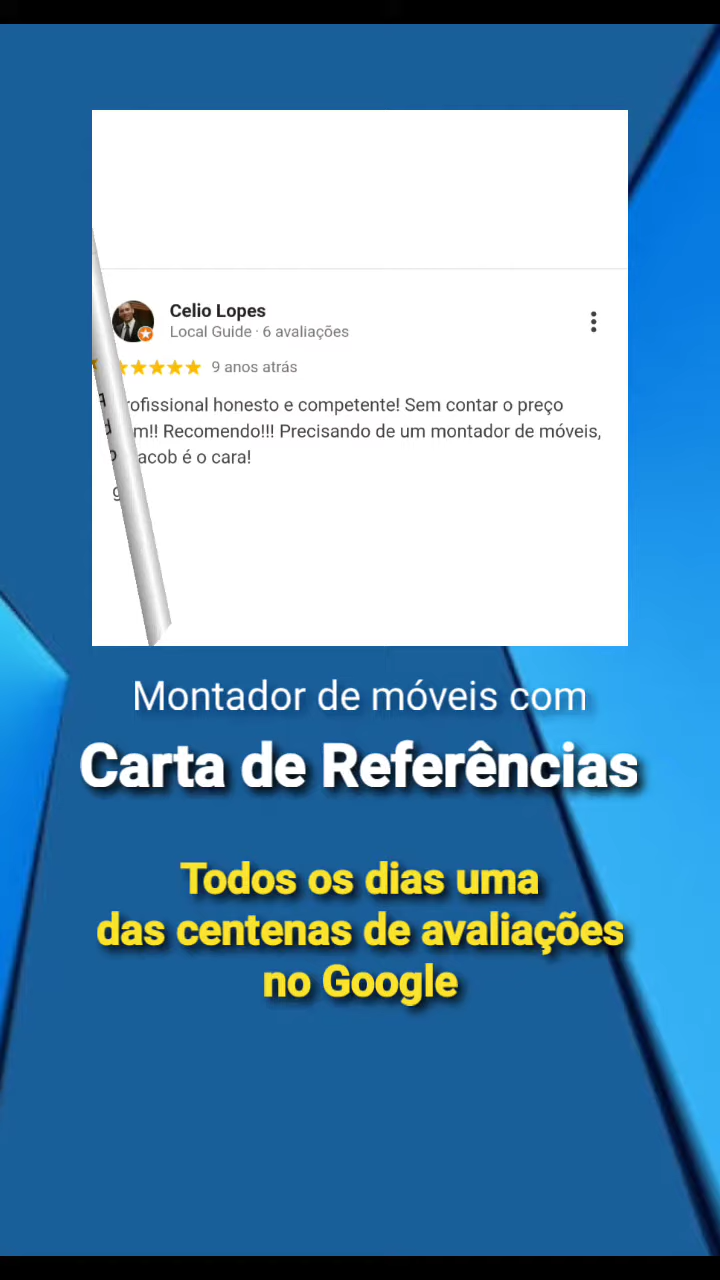 Celio Lopes
Local Guide · 6 avaliações
9 anos atrás
rofissional honesto e competente! Sem contar o preço
m!! Recomendo!!! Precisando de um montador de móveis,
acob é o cara!
Montador de móveis com
Carta de Referências
Todos os dias uma
das centenas de avaliações
no Google